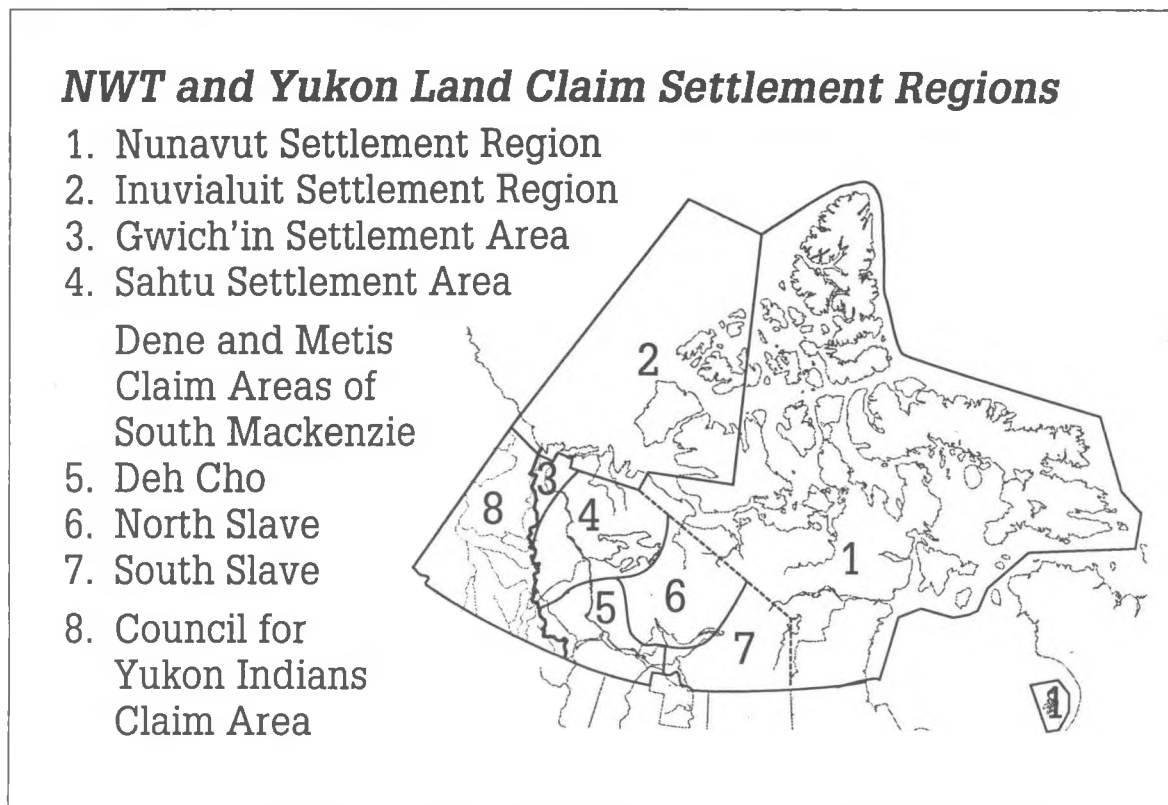 NWT and Yukon Land Claim Settlement Regions
1. Nunavut Settlement Region
2. Inuvialuit Settlement Region
3. Gwich'in Settlement Area
4. Sahtu Settlement Area
Dene and Metis
Claim Areas of
South Mackenzie
5. Deh Cho
6. North Slave
7. South Slave
8. Council for
Yukon Indians
Claim Area
2
3
8
4
1
6
5
7
1